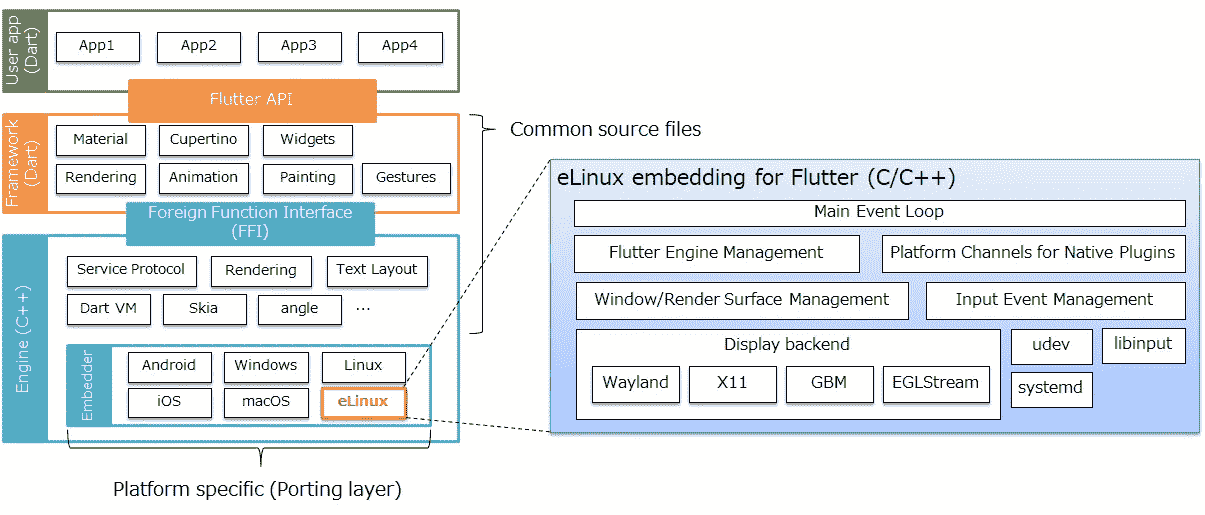 User app
(Dart)
App1
App2
App3
App4
Flutter API
Framework
(Dart)
Material
Cupertino
Widgets
Rendering
Animation
Painting
Gestures
Common source files
Foreign Function Interface
(FFI)
Engine (C++)
Service Protocol
Rendering
Text Layout
Dart VM
Skia
angle
...
Embedder
Android
Windows
Linux
iOS
macOS
eLinux
Platform specific (Porting layer)
eLinux embedding for Flutter (C/C++)
Main Event Loop
Flutter Engine Management
Platform Channels for Native Plugins
Window/Render Surface Management
Input Event Management
Display backend
Wayland
X11
GBM
EGLStream
udev
libinput
systemd